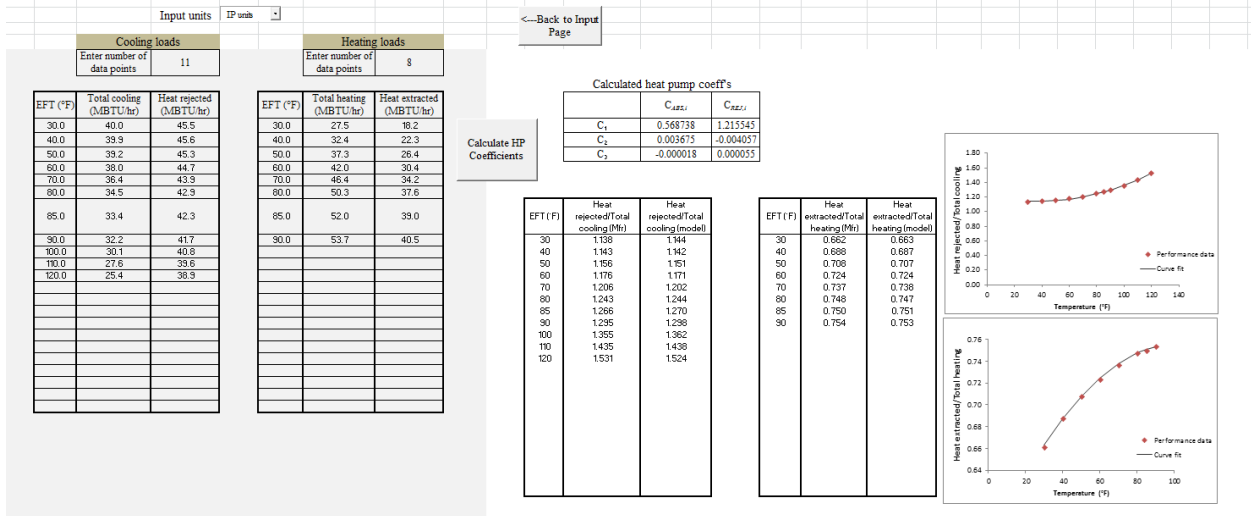 Input units IP units
<---Back to Input
Page
Cooling loads
Heating loads
Enter number of
data points
11
Enter number of
data points
8
EFT (°F) Total cooling (MBTU/hr) Heat rejected (MBTU/hr)
30.0 40.0 45.5
40.0 39.9 45.6
50.0 39.2 45.3
60.0 38.0 44.7
70.0 36.4 43.9
80.0 34.5 42.9
85.0 33.4 42.3
90.0 32.2 41.7
100.0 30.1 40.8
110.0 27.6 39.6
120.0 25.4 38.9
EFT (°F) Total heating (MBTU/hr) Heat extracted (MBTU/hr)
30.0 27.5 18.2
40.0 32.4 22.3
50.0 37.3 26.4
60.0 42.0 30.4
70.0 46.4 34.2
80.0 50.3 37.6
85.0 52.0 39.0
90.0 53.7 40.5
Calculate HP
Coefficients
Calculated heat pump coeff's
C_ABS,i C_REJ,i
C₁ 0.568738 1.215545
C₂ 0.003675 -0.004057
C₃ -0.000018 0.000055
EFT (°F) Heat rejected/Total cooling (Mfr) Heat rejected/Total cooling (model)
30 1.138 1.144
40 1.143 1.142
50 1.156 1.151
60 1.176 1.171
70 1.206 1.202
80 1.243 1.244
85 1.266 1.270
90 1.295 1.298
100 1.355 1.362
110 1.435 1.438
120 1.531 1.524
EFT (°F) Heat extracted/Total heating (Mfr) Heat extracted/Total heating (model)
30 0.662 0.663
40 0.688 0.687
50 0.708 0.707
60 0.724 0.724
70 0.737 0.738
80 0.748 0.747
85 0.750 0.751
90 0.754 0.753
Heat rejected/Total cooling
1.80
1.60
1.40
1.20
1.00
0.80
0.60
0.40
0.20
0.00
0 20 40 60 80 100 120 140
Temperature (°F)
Performance data
Curve fit
Heat extracted/Total heating
0.76
0.74
0.72
0.70
0.68
0.66
0.64
0 20 40 60 80 100
Temperature (°F)
Performance data
Curve fit